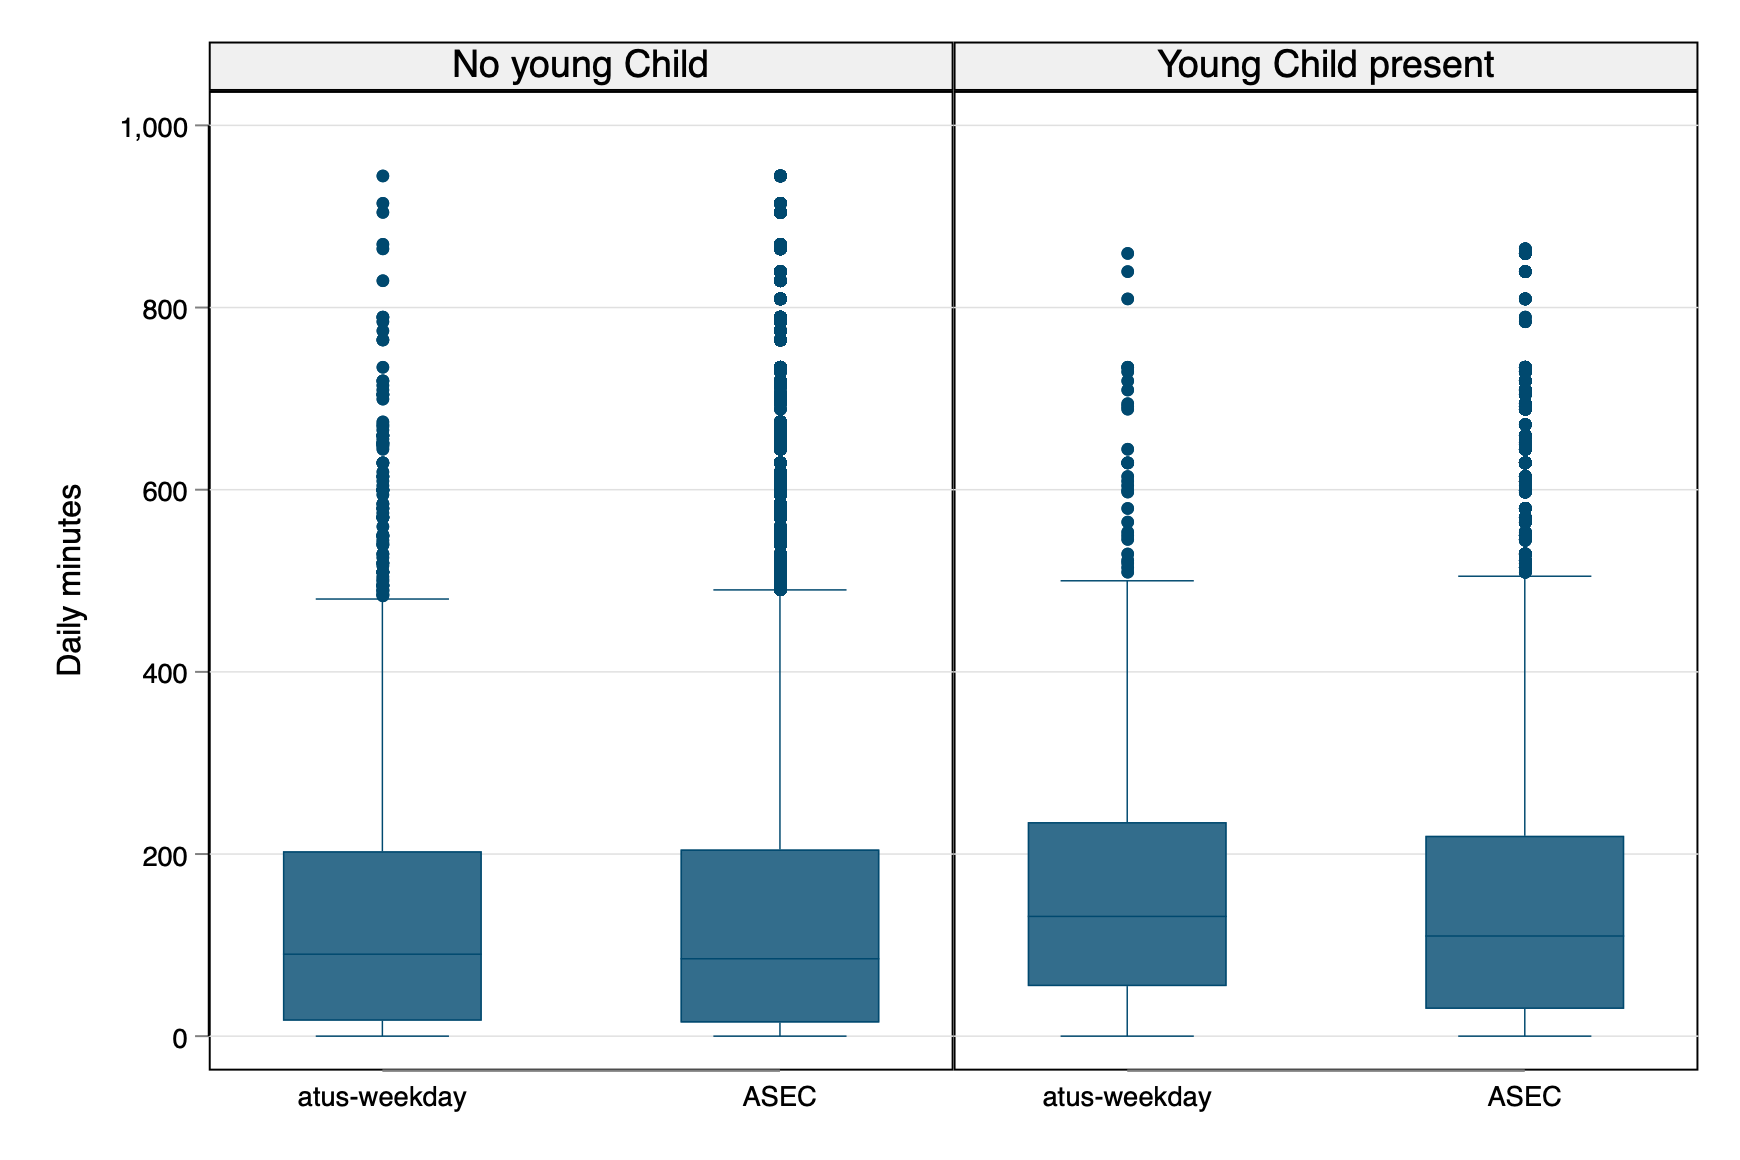 No young Child
Young Child present
1,000
800
600
400
200
0
Daily minutes
atus-weekday
ASEC
atus-weekday
ASEC